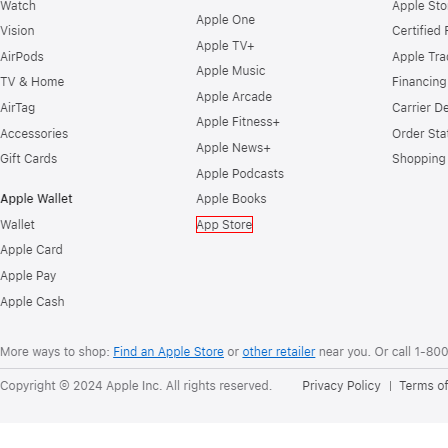 Watch
Vision
AirPods
TV & Home
AirTag
Accessories
Gift Cards
Apple Wallet
Wallet
Apple Card
Apple Pay
Apple Cash
Apple One
Apple TV+
Apple Music
Apple Arcade
Apple Fitness+
Apple News+
Apple Podcasts
Apple Books
App Store
Apple Sto
Certified
Apple Tra
Financing
Carrier De
Order Sta
Shopping
More ways to shop: Find an Apple Store or other retailer near you. Or call 1-800
Copyright © 2024 Apple Inc. All rights reserved.
Privacy Policy | Terms of